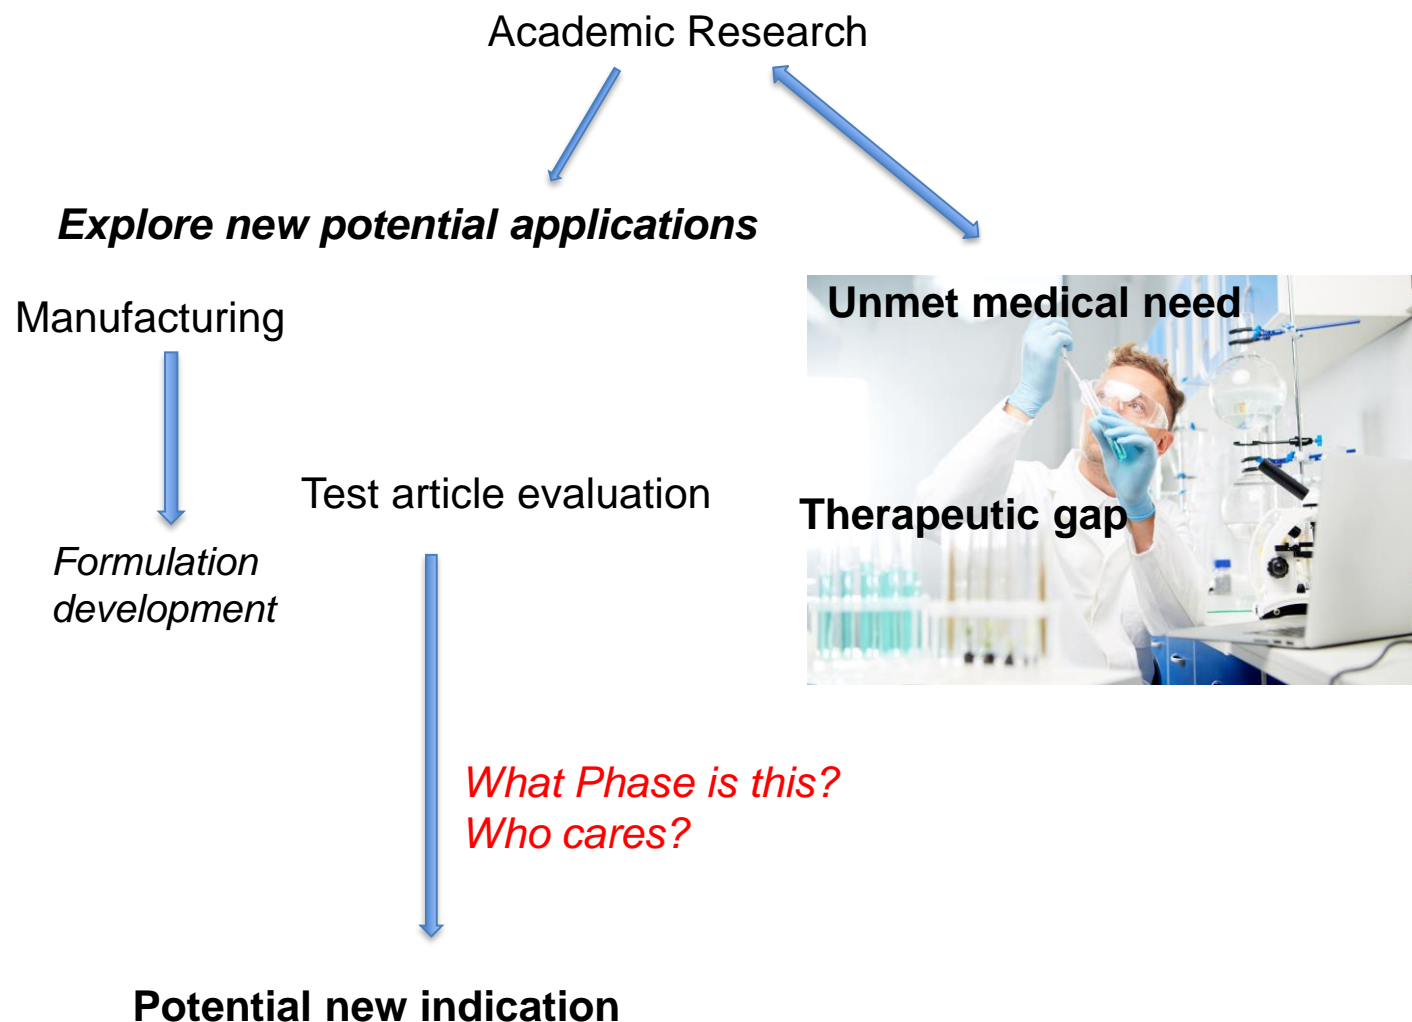 Academic Research
Explore new potential applications
Unmet medical need
Manufacturing
Test article evaluation
Therapeutic gap
Formulation
development
What Phase is this?
Who cares?
Potential new indication